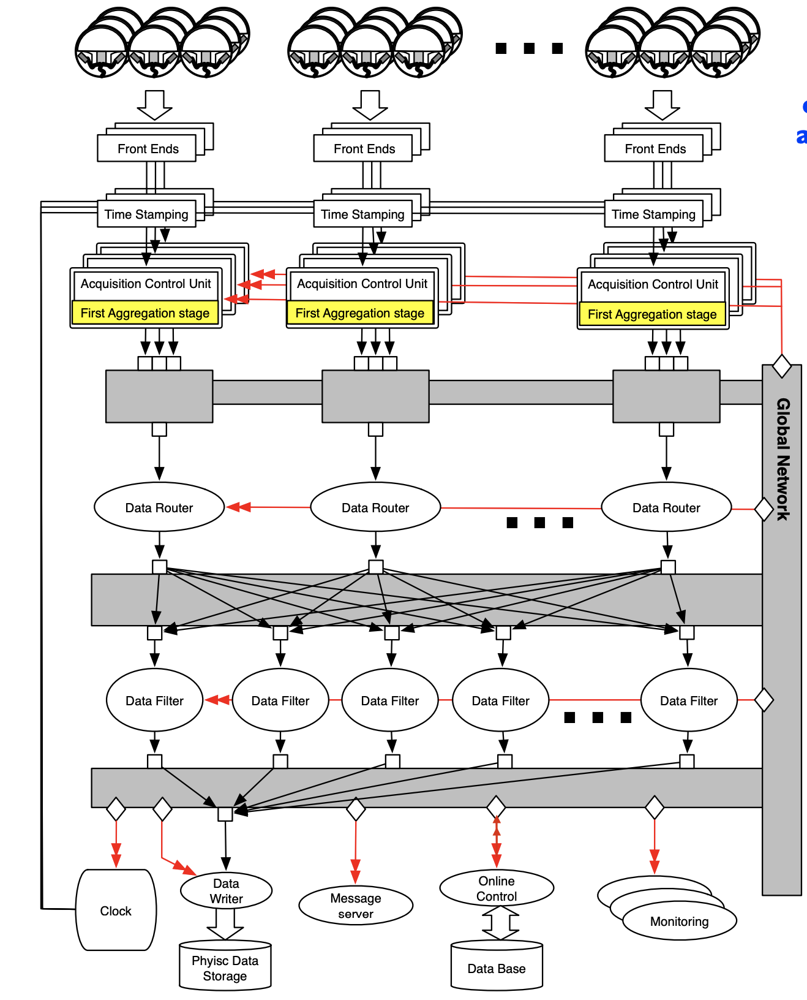 Front Ends
Front Ends
Front Ends
Time Stamping
Time Stamping
Time Stamping
Acquisition Control Unit
Acquisition Control Unit
Acquisition Control Unit
First Aggregation stage
First Aggregation stage
First Aggregation stage
Global Network
Data Router
Data Router
Data Router
Data Filter
Data Filter
Data Filter
Data Filter
Data Filter
Clock
Data
Writer
Message
server
Online
Control
Monitoring
Phyisc Data
Storage
Data Base